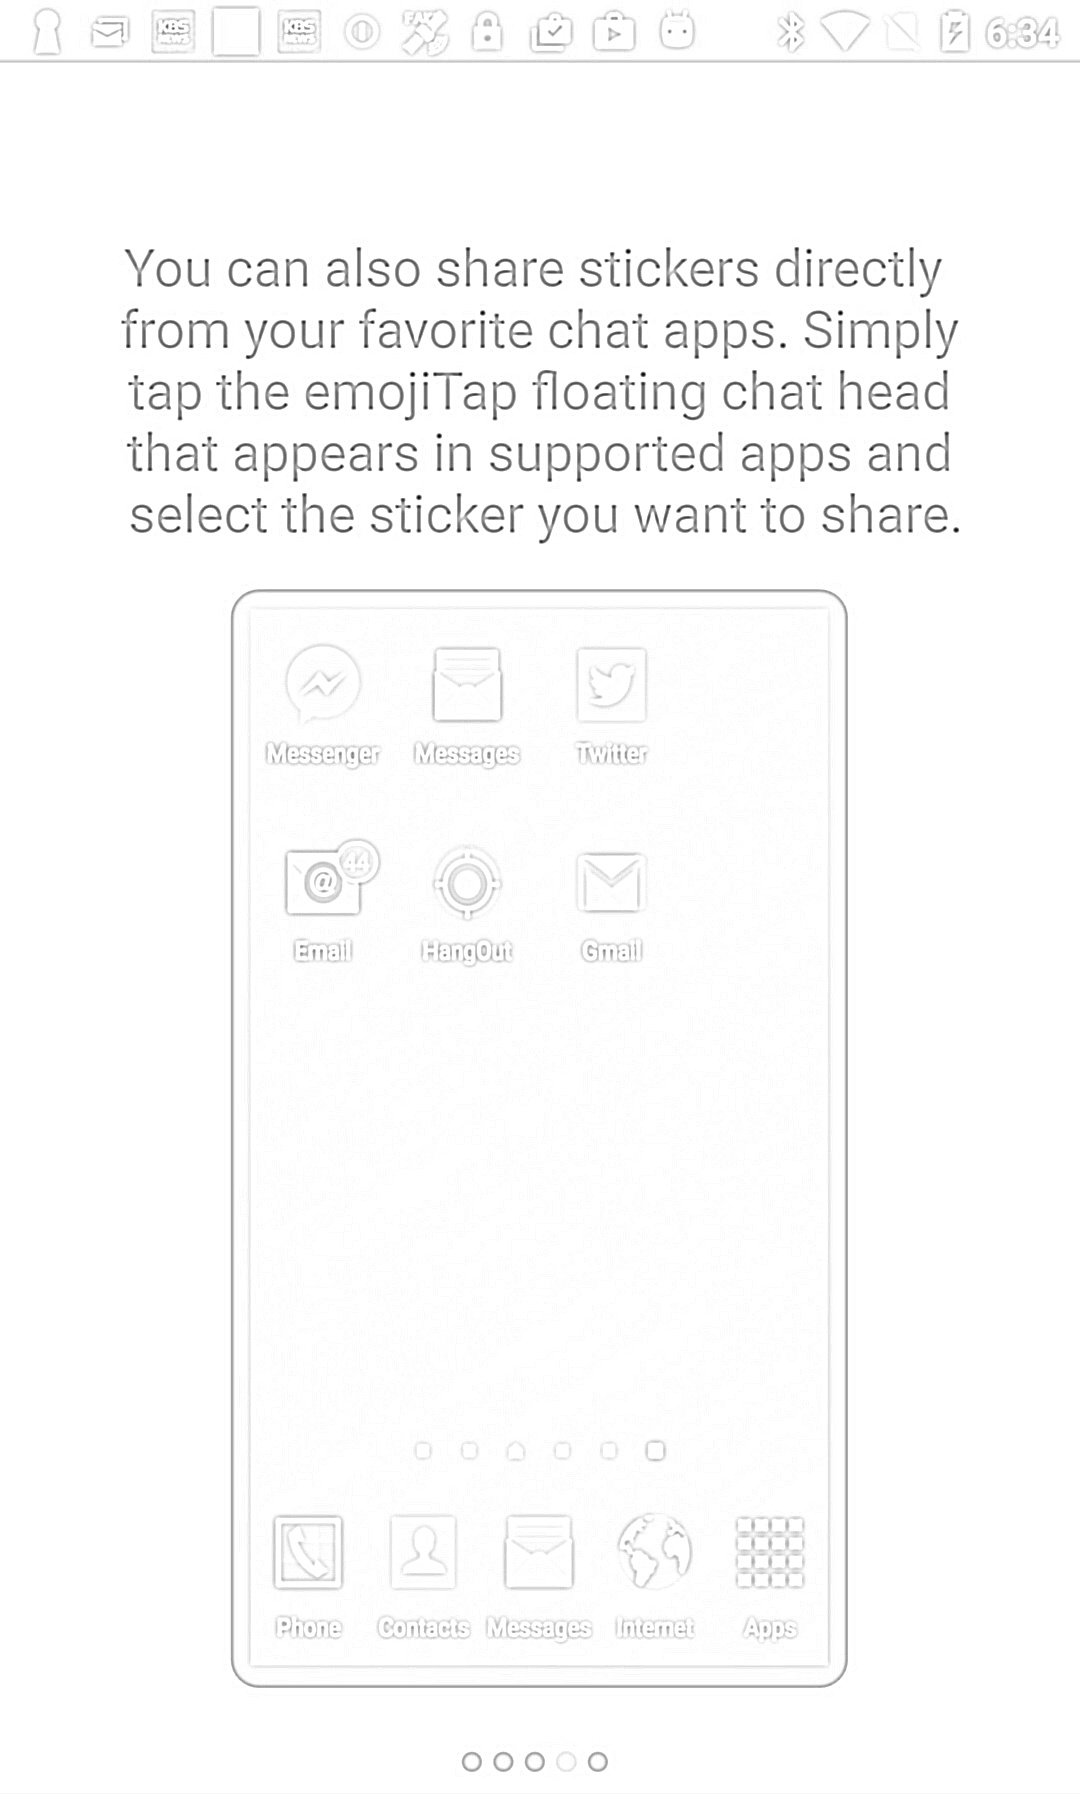 KBS NEWS
KBS NEWS
6:34
You can also share stickers directly
from your favorite chat apps. Simply
tap the emojiTap floating chat head
that appears in supported apps and
select the sticker you want to share.
Messenger Messages Twitter
44
@
Email HangOut Gmail
Phone Contacts Messages Internet Apps